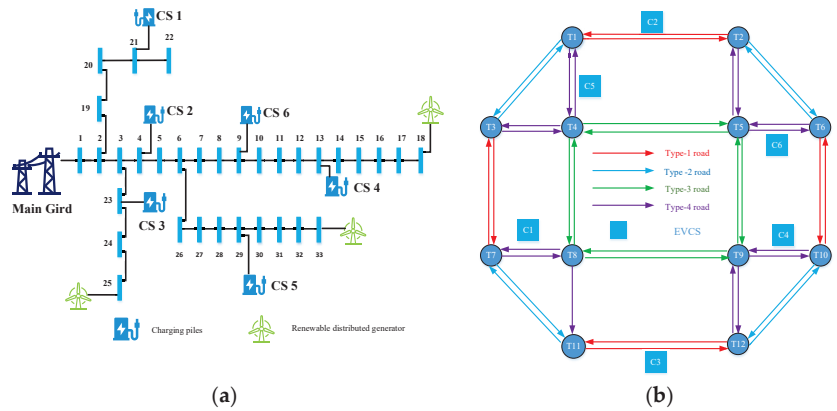 CS 1
21
22
20
19
CS 2
CS 6
1 2 3 4 5 6 7 8 9 10 11 12 13 14 15 16 17 18
Main Gird
CS 4
23
CS 3
24
25
26 27 28 29 30 31 32 33
CS 5
Charging piles
Renewable distributed generator
(a)
C2
T1
T2
C5
T3
T4
T5
T6
C6
Type-1 road
Type -2 road
Type-3 road
Type-4 road
C1
EVCS
C4
T7
T8
T9
T10
T11
T12
C3
(b)